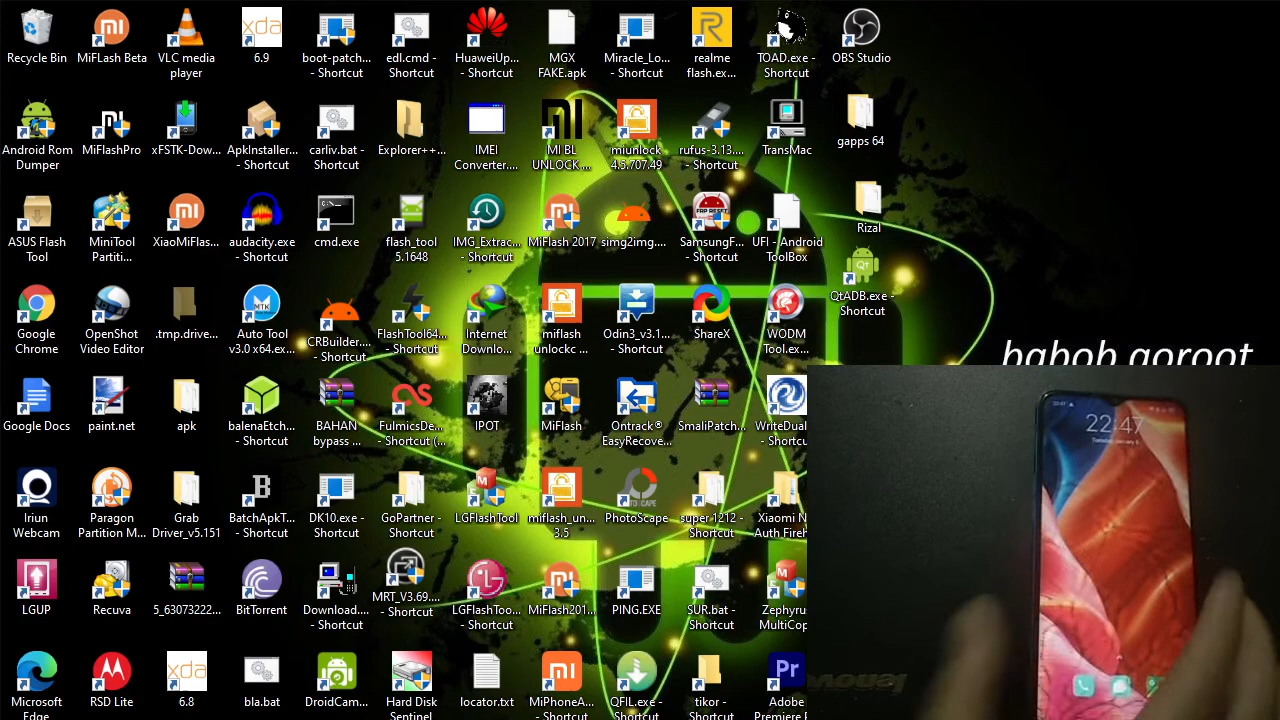 Recycle Bin
MiFLash Beta
VLC media
player
6.9
boot-patch...
- Shortcut
edl.cmd -
Shortcut
HuaweiUp...
- Shortcut
MGX
FAKE.apk
Miracle_Lo...
- Shortcut
realme
flash.ex...
TOAD.exe -
Shortcut
OBS Studio
Android Rom
Dumper
MiFlashPro
xFSTK-Dow...
ApkInstaller...
- Shortcut
carliv.bat -
Shortcut
Explorer++...
IMEI
Converter....
MI BL
UNLOCK ...
miunlock
4.5.707.49
rufus-3.13....
- Shortcut
TransMac
gapps 64
ASUS Flash
Tool
MiniTool
Partiti...
XiaoMiFlas...
audacity.exe
- Shortcut
cmd.exe
flash_tool
5.1648
IMG_Extrac...
- Shortcut
MiFlash 2017
simg2img....
SamsungF...
- Shortcut
UFI - Android
ToolBox
Rizal
QtADB.exe -
Shortcut
Google
Chrome
OpenShot
Video Editor
.tmp.drive...
Auto Tool
v3.0 x64.ex...
CRBuilder....
- Shortcut
FlashTool64...
- Shortcut
Internet
Downlo...
miflash
unlockc ...
Odin3_v3.1...
- Shortcut
ShareX
WODM
Tool.ex...
Google Docs
paint.net
apk
balenaEtch...
- Shortcut
BAHAN
bypass ...
FulmicsDe...
- Shortcut (...
IPOT
MiFlash
Ontrack®
EasyRecove...
SmaliPatch...
WriteDual
- Shortcu
Iriun
Webcam
Paragon
Partition M...
Grab
Driver_v5.151
BatchApkT...
- Shortcut
DK10.exe -
Shortcut
GoPartner -
Shortcut
LGFlashTool
miflash_un...
3.5
PhotoScape
super 1212 -
Shortcut
Xiaomi N
Auth Fireh
LGUP
Recuva
5_63073222...
BitTorrent
Download....
- Shortcut
MRT_V3.69....
- Shortcut
LGFlashToo...
- Shortcut
MiFlash201...
- Shortcut
PING.EXE
SUR.bat -
Shortcut
Zephyrus
MultiCop
Microsoft
Edge
RSD Lite
6.8
bla.bat
DroidCam...
Hard Disk
Sentinel
locator.txt
MiPhoneA...
- Shortcut
QFIL.exe -
Shortcut
tikor -
Shortcut
Adobe
Premiere P
babob goroot
22:47
lenovo